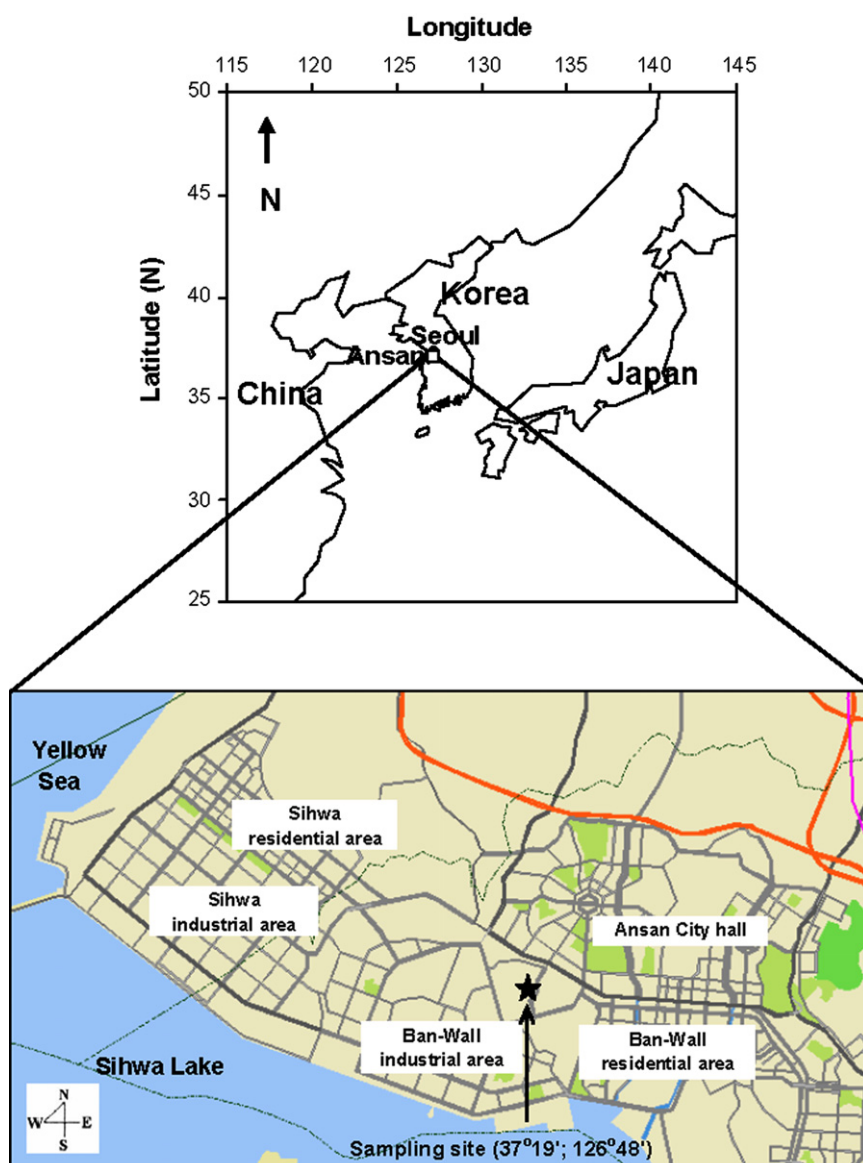 Longitude
115 120 125 130 135 140 145
50
45
40
35
30
25
Latitude (N)
N
Korea
Seoul
Ansan
China
Japan
Yellow
Sea
Sihwa
residential area
Sihwa
industrial area
Ansan City hall
Ban-Wall
industrial area
Ban-Wall
residential area
Sihwa Lake
N
W E
S
Sampling site (37°19'; 126°48')